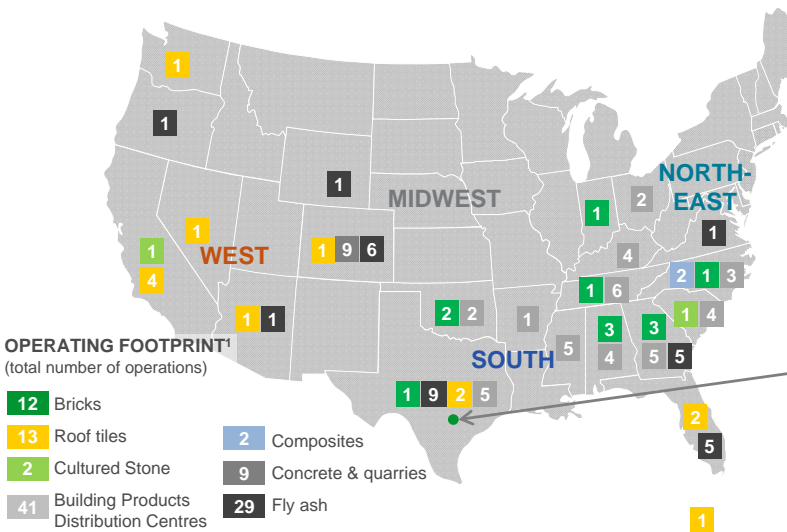 1
1
1
MIDWEST
NORTH-
EAST
1
2
1
1
4
1
WEST
1 9 6
4
2 1 3
1 6
1 1
2 2
1
3
3
1 4
5
4
5 5
SOUTH
OPERATING FOOTPRINT¹
(total number of operations)
1 9 2 5
12 Bricks
13 Roof tiles
2 Cultured Stone
41 Building Products
Distribution Centres
2 Composites
9 Concrete & quarries
29 Fly ash
2
5
1